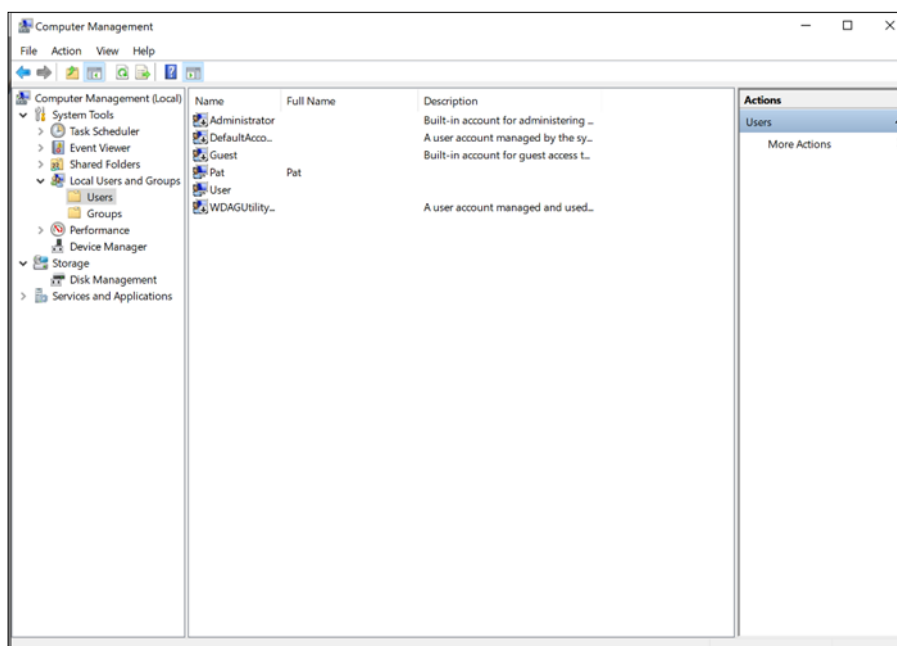 Computer Management
File Action View Help
Computer Management (Local)
System Tools
Task Scheduler
Event Viewer
Shared Folders
Local Users and Groups
Users
Groups
Performance
Device Manager
Storage
Disk Management
Services and Applications
Name Full Name Description
Administrator Built-in account for administering ...
DefaultAcco... A user account managed by the sy...
Guest Built-in account for guest access t...
Pat Pat
User
WDAGUtility... A user account managed and used...
Actions
Users
More Actions